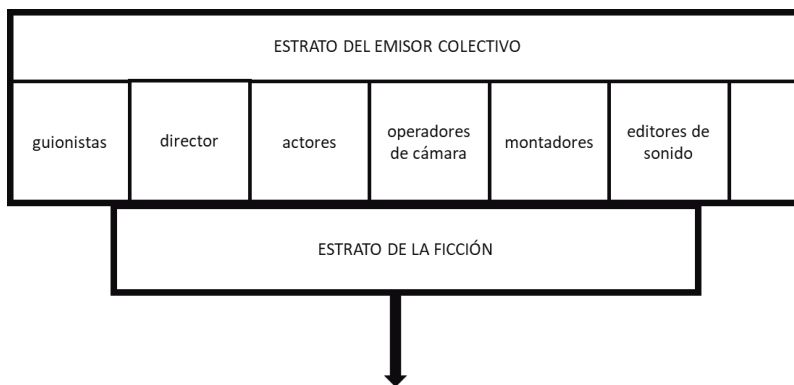 ESTRATO DEL EMISOR COLECTIVO
guionistas
director
actores
operadores
de cámara
montadores
editores de
sonido
ESTRATO DE LA FICCIÓN